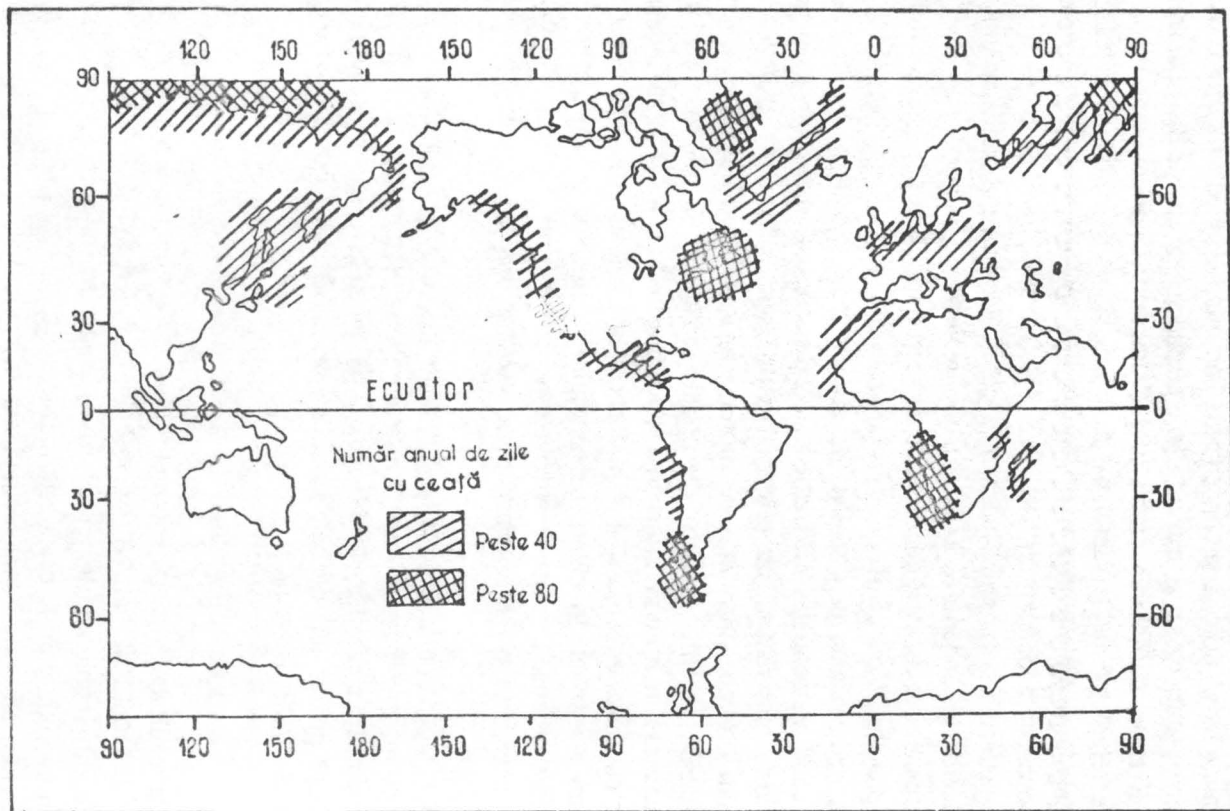 120 150 180 150 120 90 60 30 0 30 60 90
90
60 60
30 30
Ecuator
0 0
Număr anual de zile
cu ceață
30 30
Peste 40
Peste 80
60 60
90 120 150 180 150 120 90 60 30 0 30 60 90